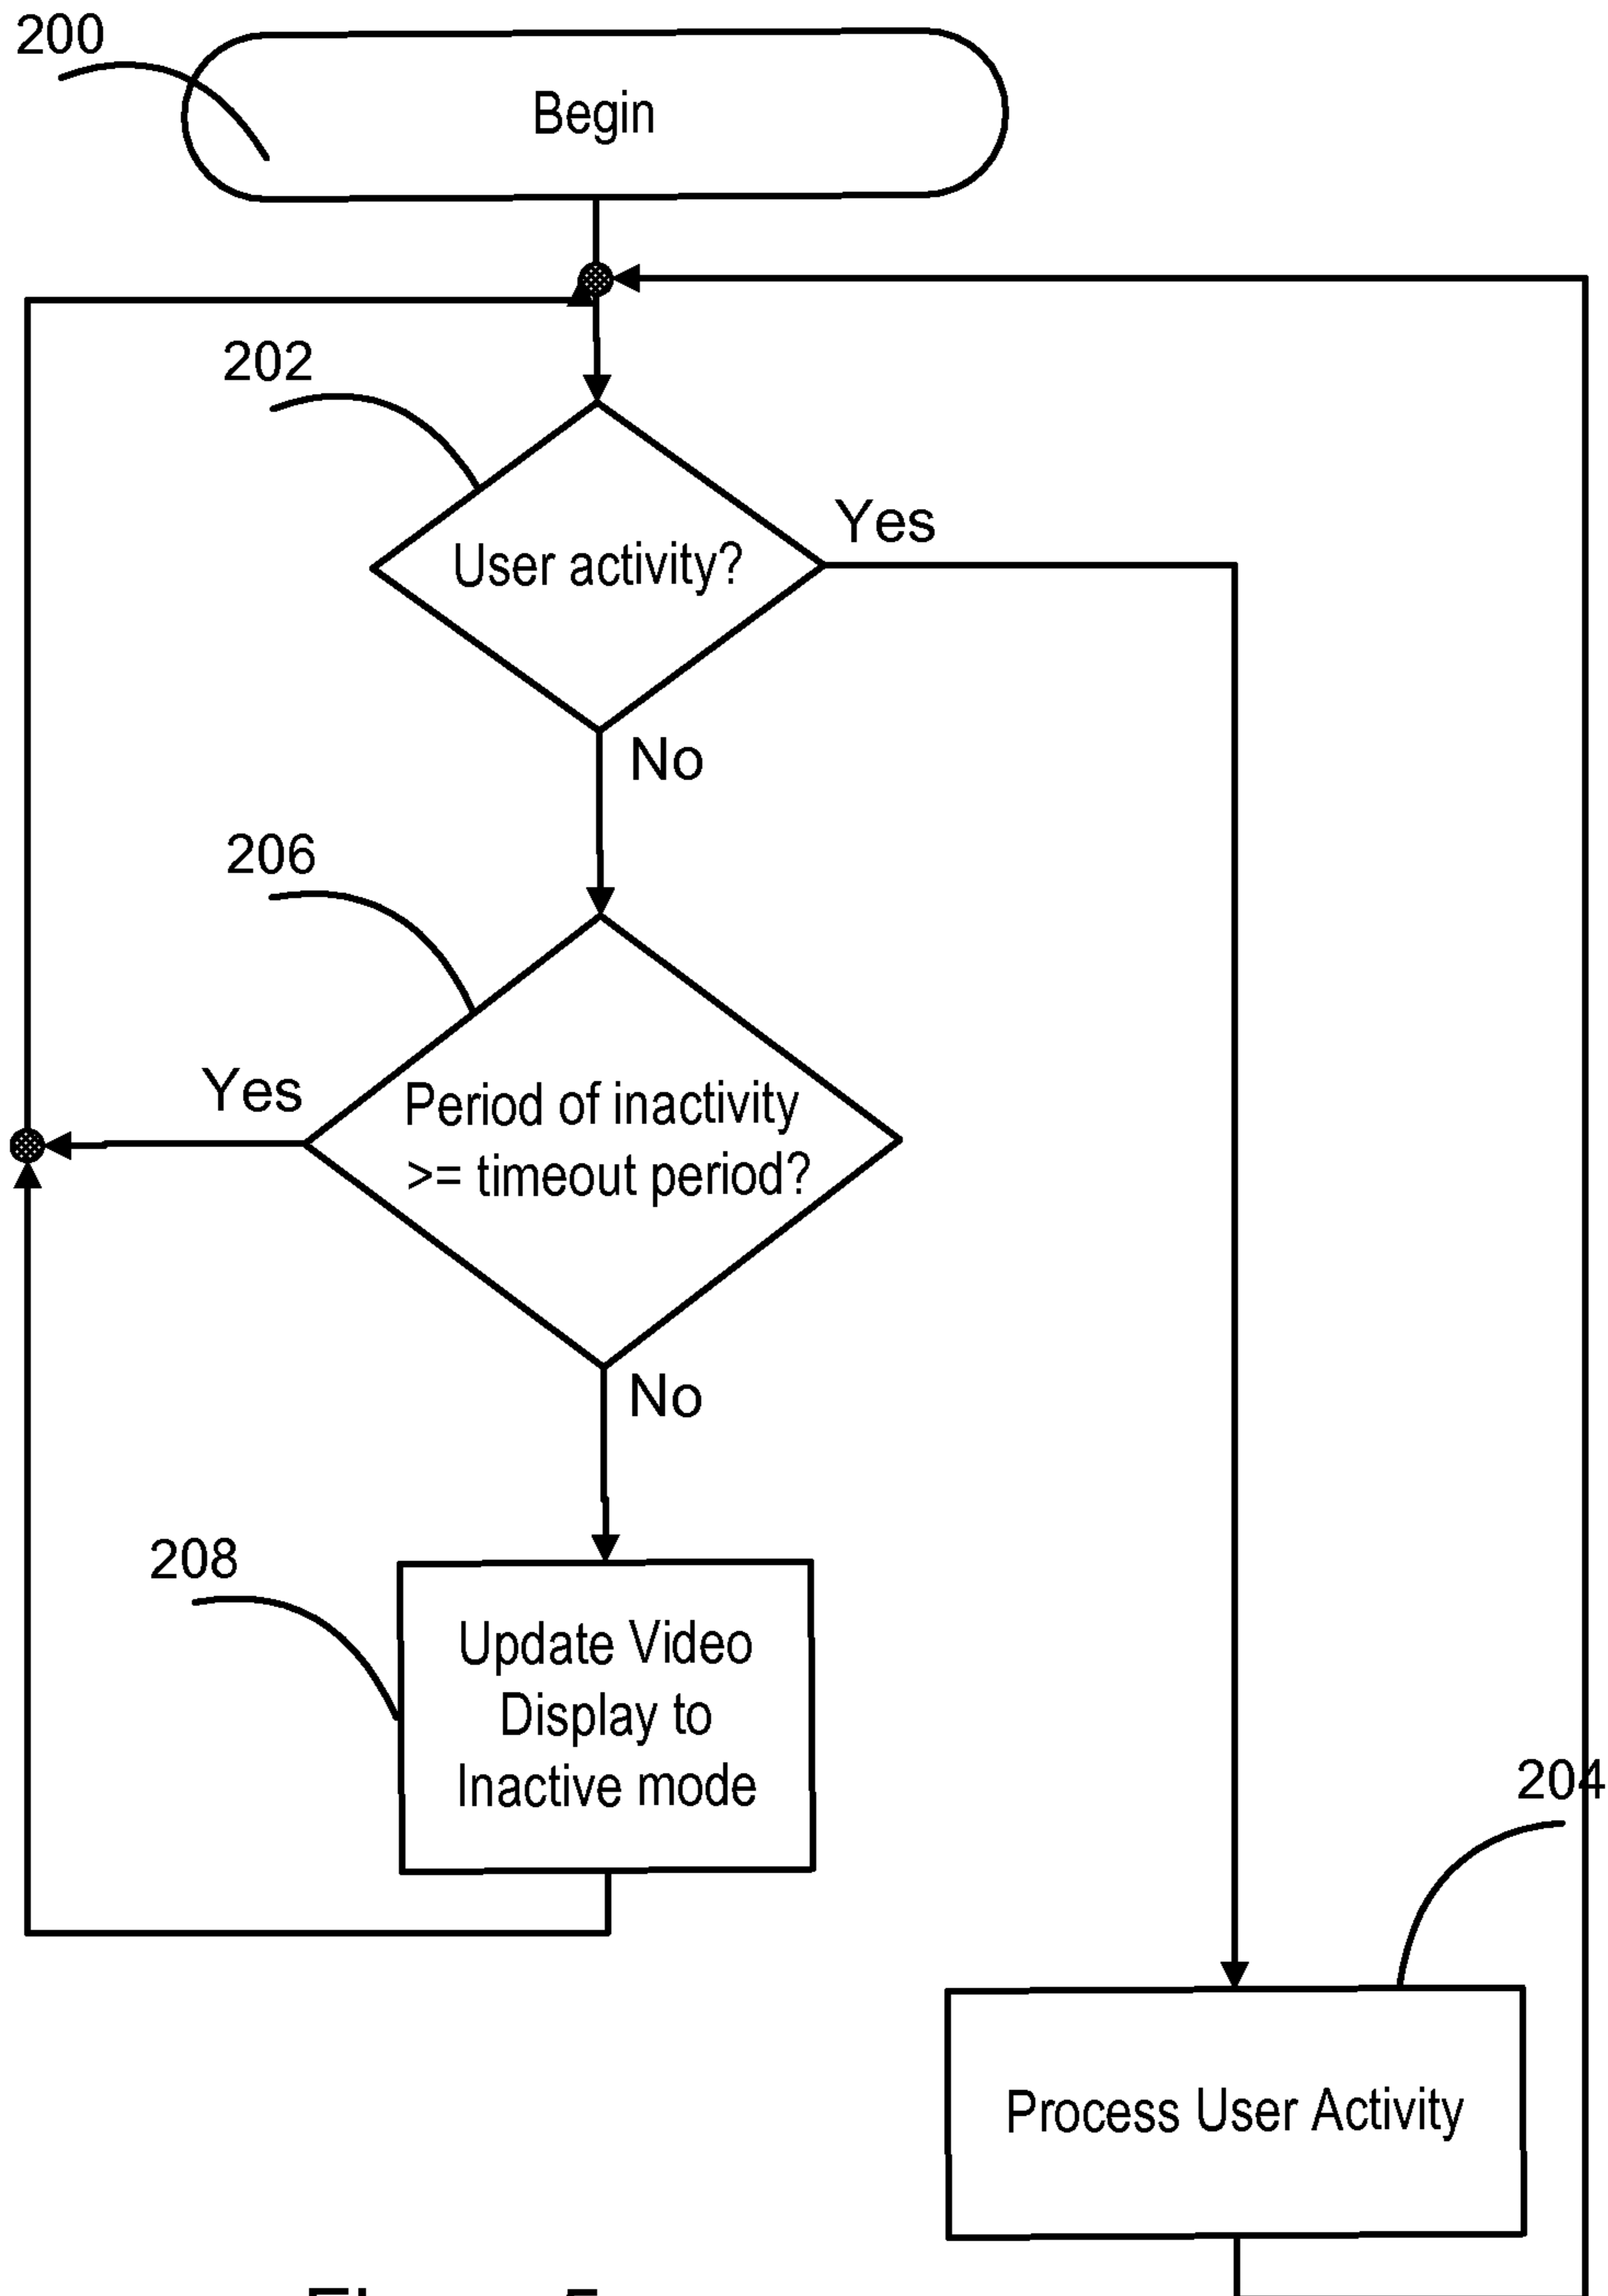 200
Begin
202
Yes
User activity?
No
206
Yes
Period of inactivity
>= timeout period?
No
208
Update Video
Display to
Inactive mode
204
Process User Activity